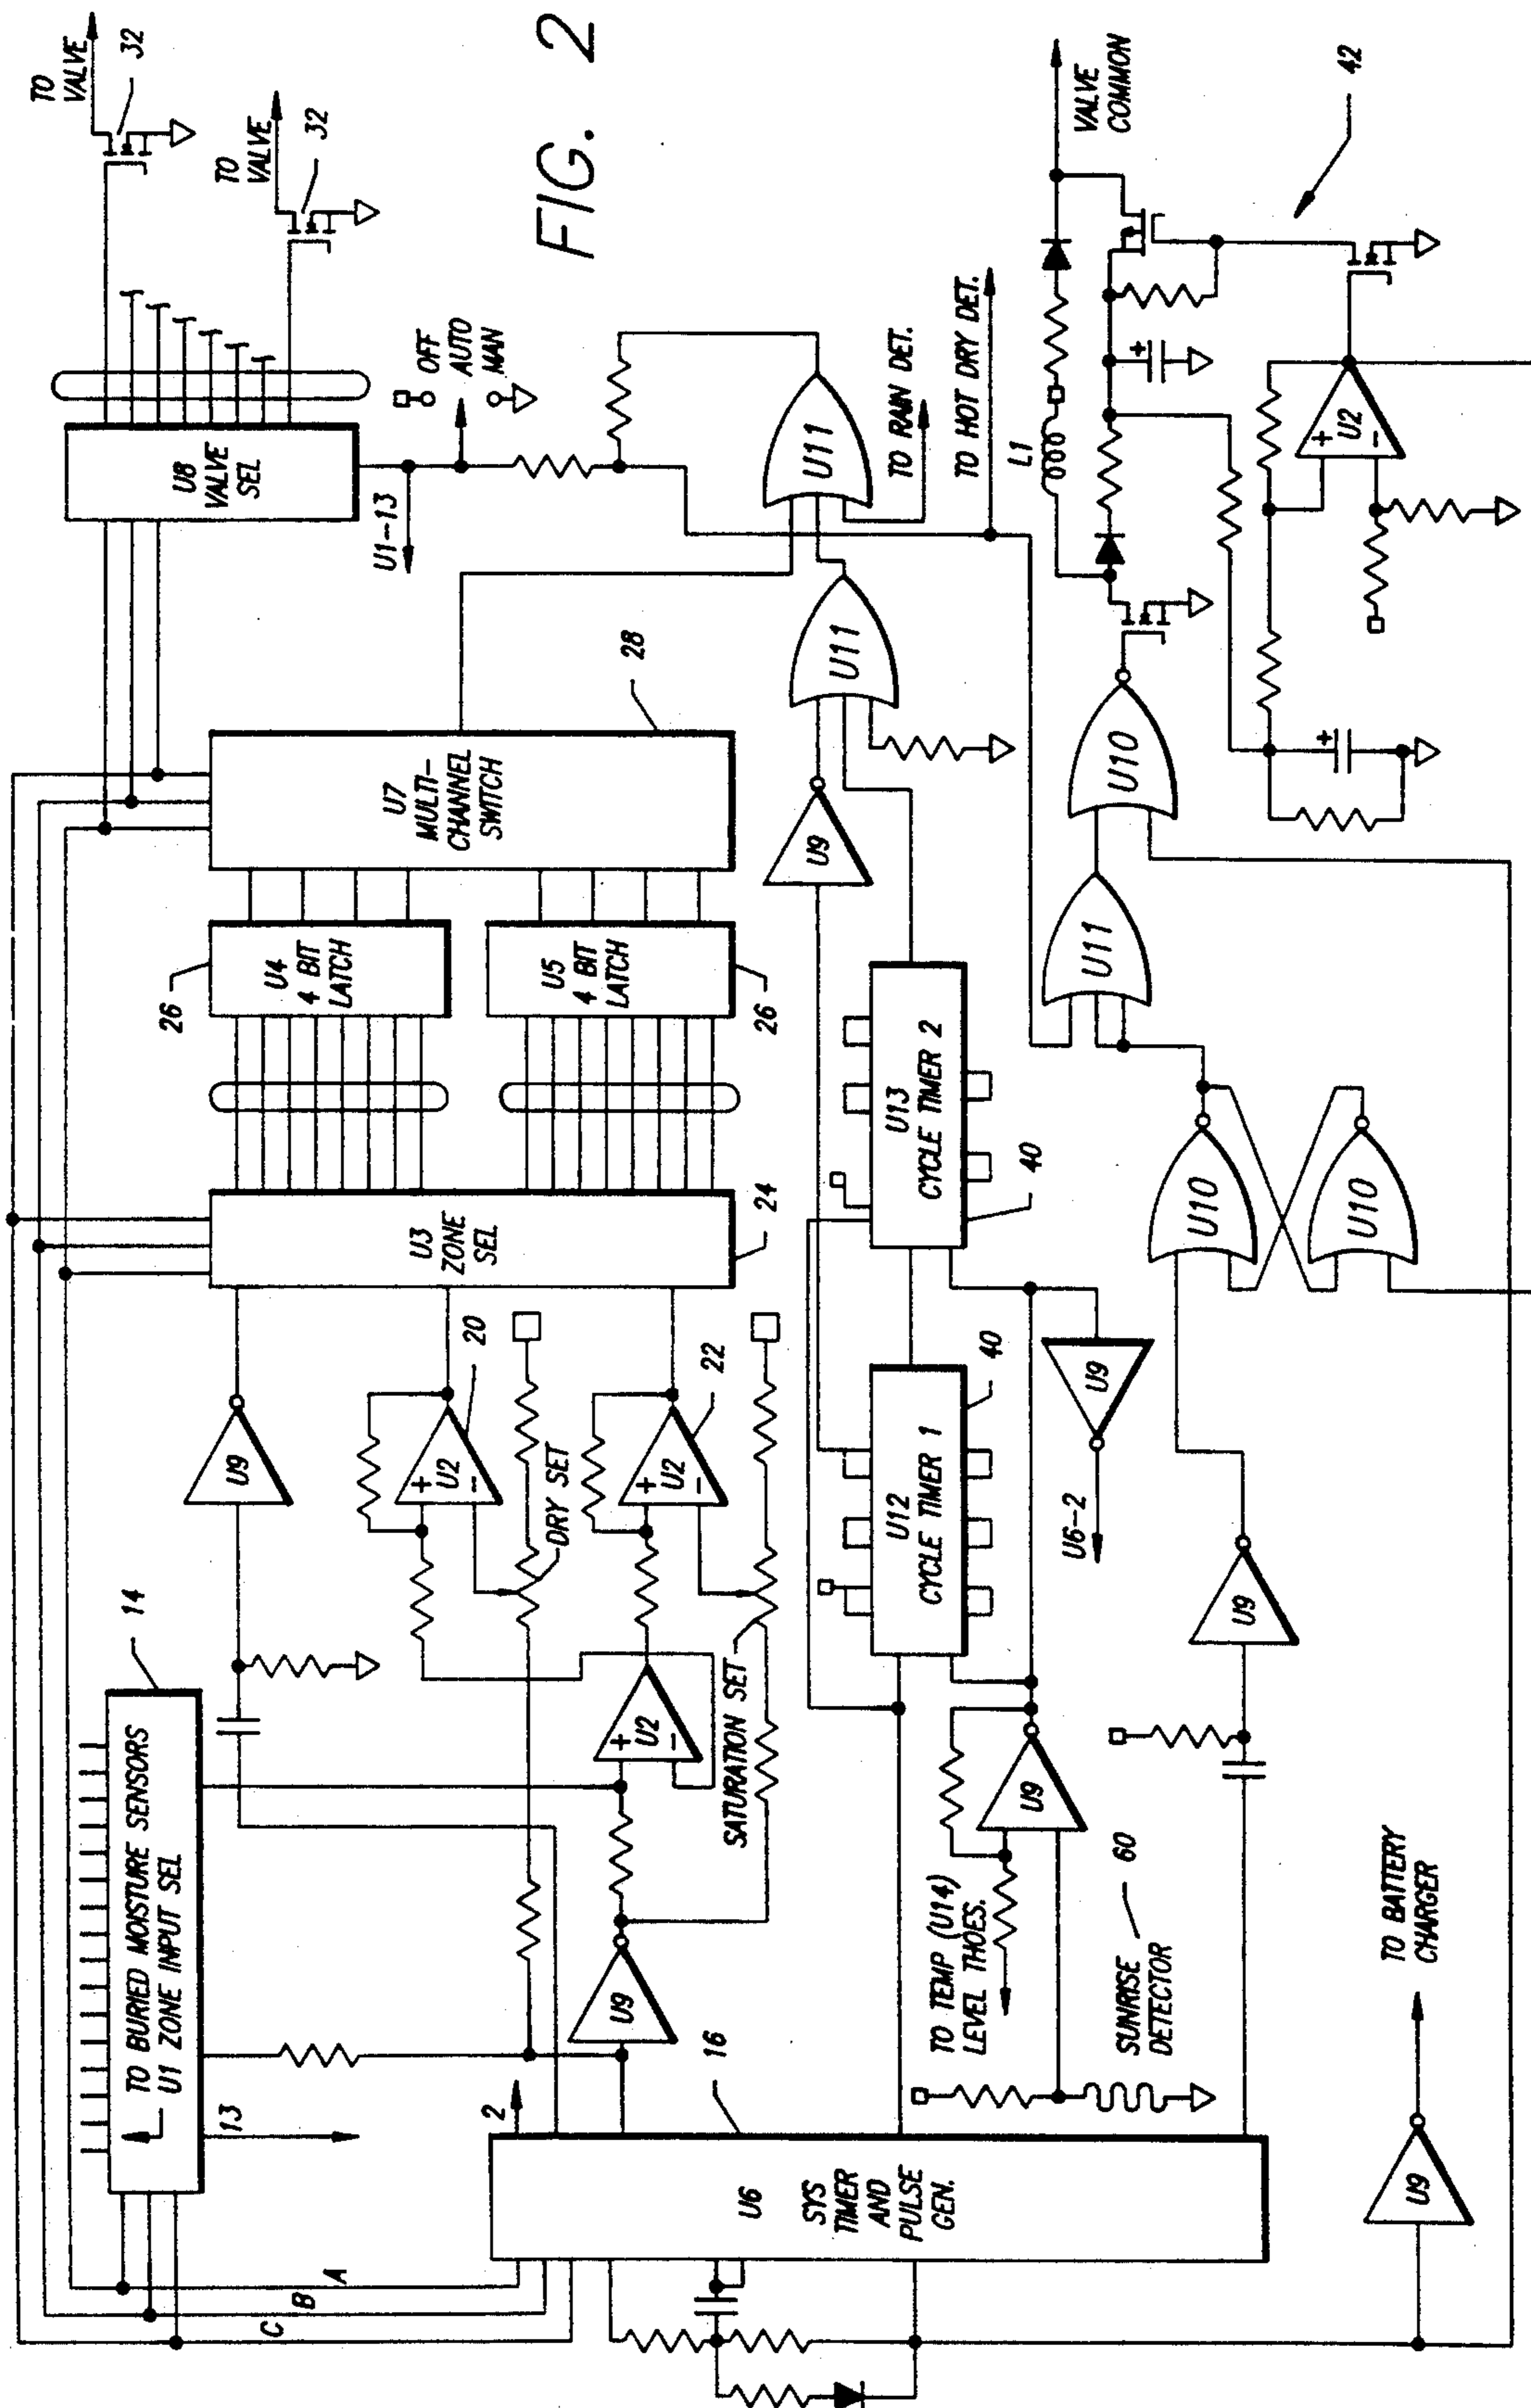 FIG. 2
TO VALVE
32
TO VALVE
32
U8
VALVE
SEL
OFF
AUTO
MAN
U1-13
28
U7
MULTI-
CHANNEL
SWITCH
26
U4
4 BIT
LATCH
U5
4 BIT
LATCH
26
U3
ZONE
SEL
24
14
TO BURIED MOISTURE SENSORS
U1 ZONE INPUT SEL
13
U9
+
U2
-
20
DRY SET
+
U2
-
22
SATURATION SET
+
U2
-
U9
A
B
C
2
16
U6
SYS
TIMER
AND
PULSE
GEN.
U11
U11
U9
TO RAIN DET.
TO HOT DRY DET.
U13
CYCLE TIMER 2
40
U12
CYCLE TIMER 1
40
U9
U6-2
U9
TO TEMP (U14)
LEVEL THOES.
60
SUNRISE
DETECTOR
U9
U10
U10
U11
U10
L1
VALVE
COMMON
42
+
+
+
U2
-
TO BATTERY
CHARGER
U9